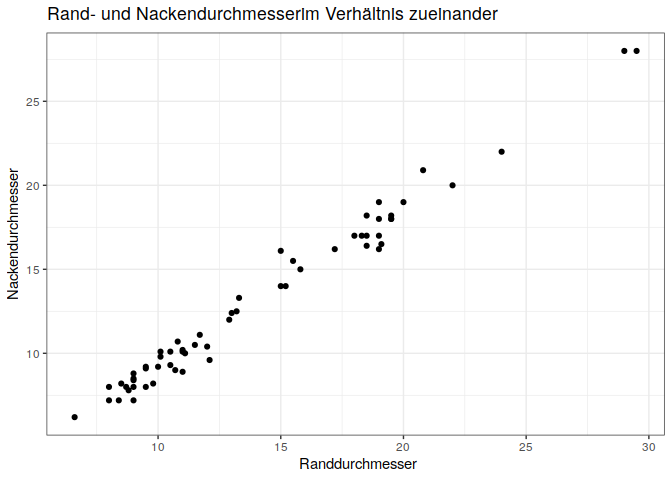 Rand- und NackendurchmesserIm Verhältnis zueinander
25
20
15
10
Nackendurchmesser
10 15 20 25 30
Randdurchmesser